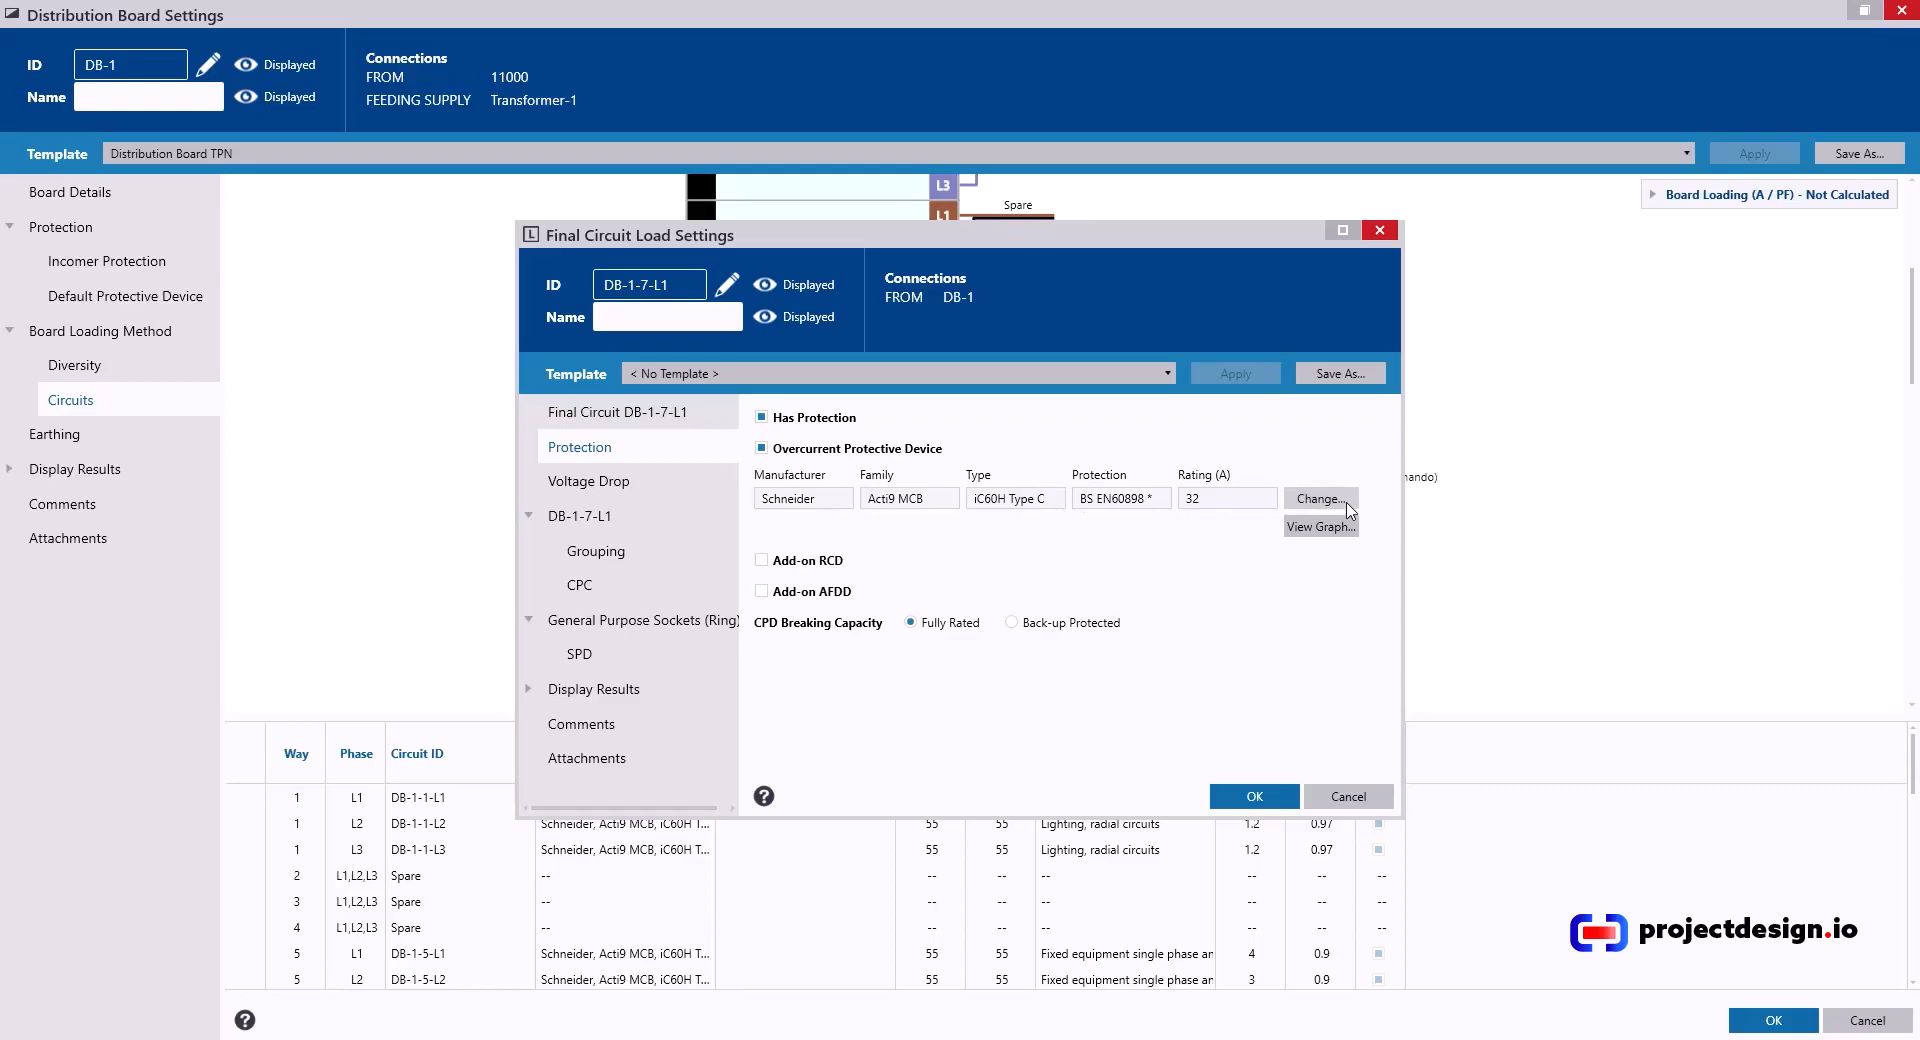 Distribution Board Settings
ID DB-1 Displayed
Name Displayed
Connections
FROM 11000
FEEDING SUPPLY Transformer-1
Template Distribution Board TPN Apply Save As...
Board Details
Protection
Incomer Protection
Default Protective Device
Board Loading Method
Diversity
Circuits
Earthing
Display Results
Comments
Attachments
L3
L1
Spare
Board Loading (A / PF) - Not Calculated
nando)
L Final Circuit Load Settings
ID DB-1-7-L1 Displayed
Name Displayed
Connections
FROM DB-1
Template < No Template > Apply Save As...
Final Circuit DB-1-7-L1
Protection
Voltage Drop
DB-1-7-L1
Grouping
CPC
General Purpose Sockets (Ring)
SPD
Display Results
Comments
Attachments
Has Protection
Overcurrent Protective Device
Manufacturer Family Type Protection Rating (A)
Schneider Acti9 MCB iC60H Type C BS EN60898 * 32 Change...
View Graph...
Add-on RCD
Add-on AFDD
CPD Breaking Capacity Fully Rated Back-up Protected
? OK Cancel
Way Phase Circuit ID
1 L1 DB-1-1-L1
1 L2 DB-1-1-L2 Schneider, Acti9 MCB, iC60H T... 55 55 Lighting, radial circuits 1.2 0.97
1 L3 DB-1-1-L3 Schneider, Acti9 MCB, iC60H T... 55 55 Lighting, radial circuits 1.2 0.97
2 L1,L2,L3 Spare -- -- -- -- -- -- --
3 L1,L2,L3 Spare -- -- -- -- -- -- --
4 L1,L2,L3 Spare -- -- -- -- -- -- --
5 L1 DB-1-5-L1 Schneider, Acti9 MCB, iC60H T... 55 55 Fixed equipment single phase ar 4 0.9
5 L2 DB-1-5-L2 Schneider, Acti9 MCB, iC60H T... 55 55 Fixed equipment single phase ar 3 0.9
projectdesign.io
? OK Cancel